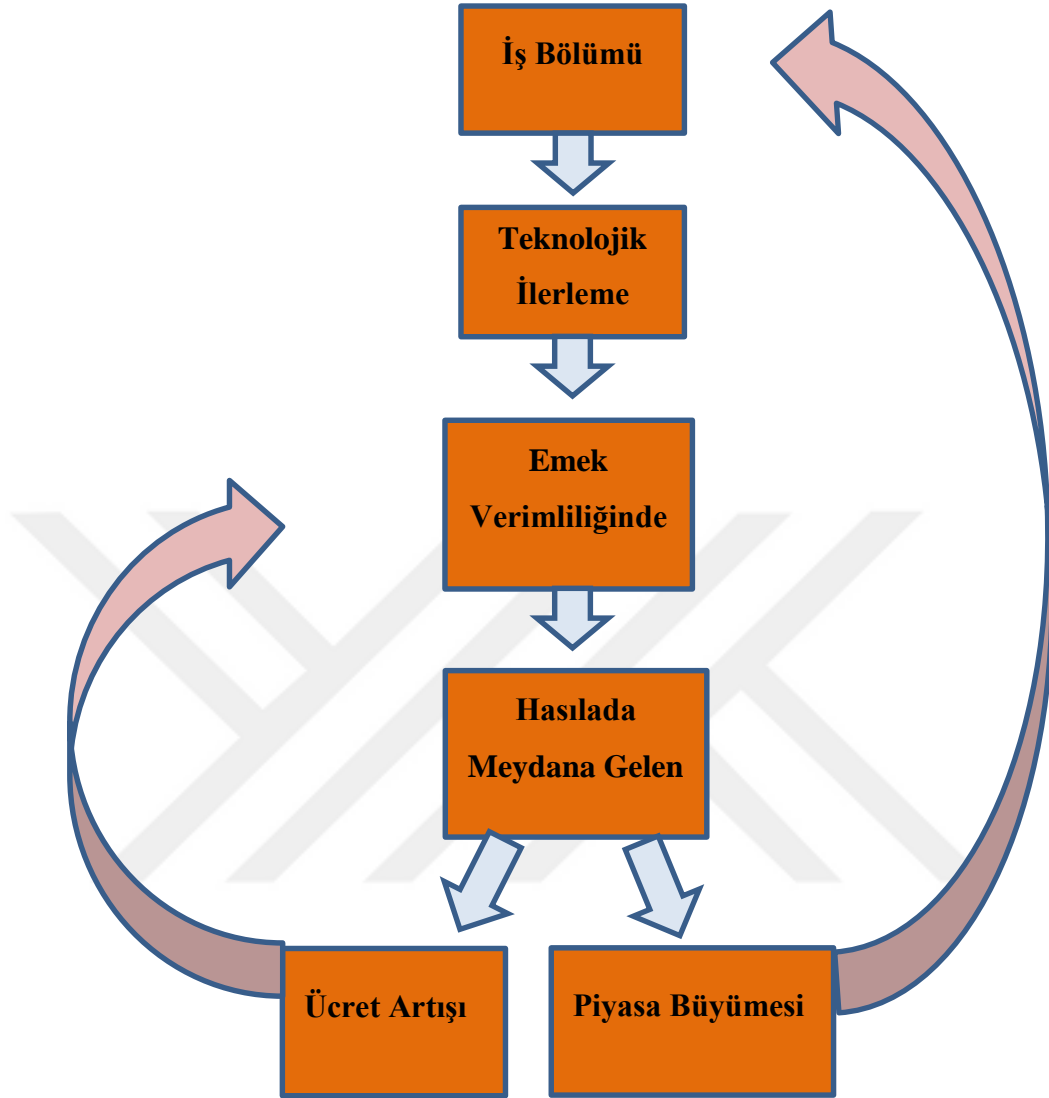 İş Bölümü
Teknolojik
İlerleme
Emek
Verimliliğinde
Hasılada
Meydana Gelen
Ücret Artışı
Piyasa Büyümesi